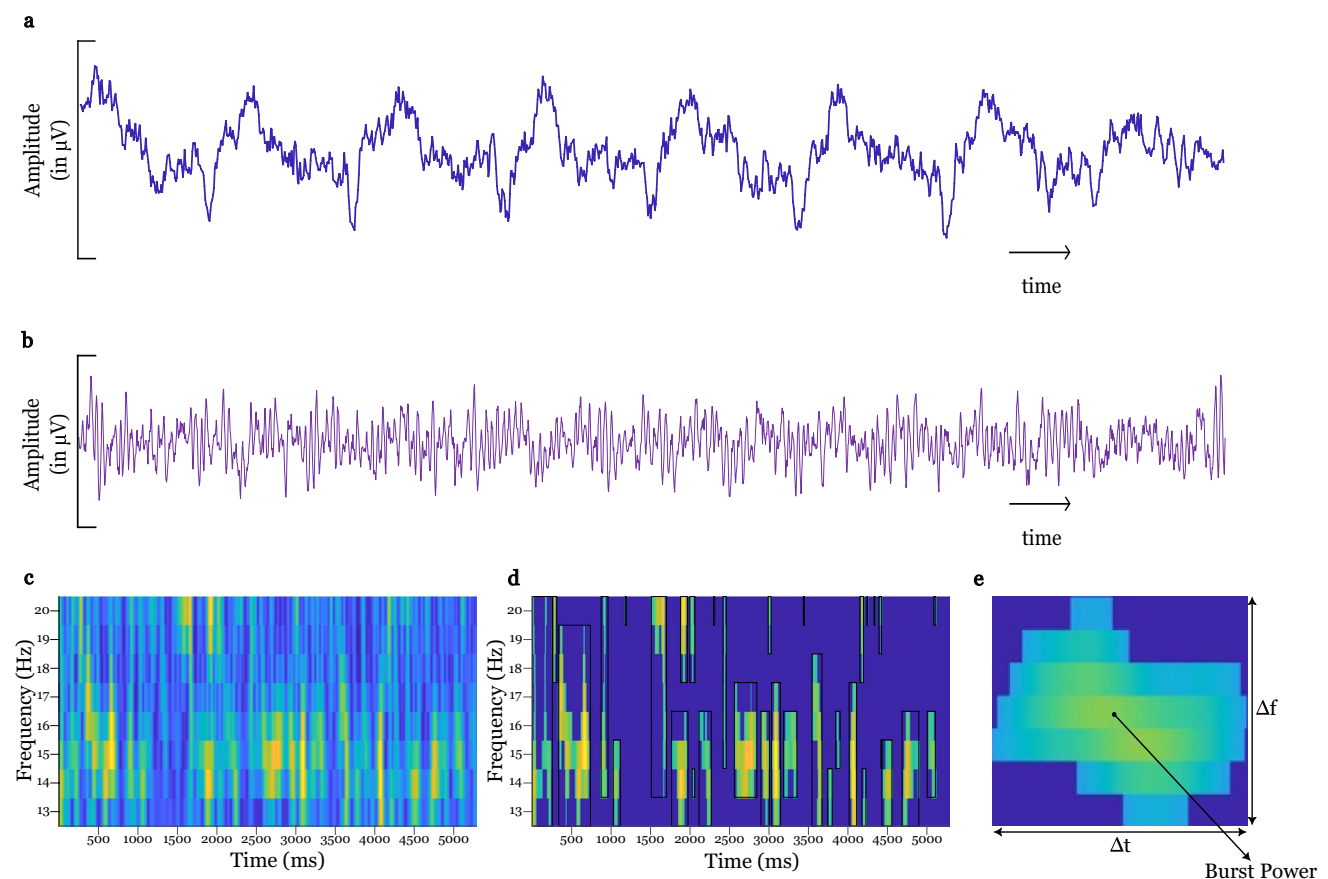 a
Amplitude
(in μV)
time
b
Amplitude
(in μV)
time
c
Frequency (Hz)
20
19
18
17
16
15
14
13
500 1000 1500 2000 2500 3000 3500 4000 4500 5000
Time (ms)
d
Frequency (Hz)
20
19
18
17
16
15
14
13
500 1000 1500 2000 2500 3000 3500 4000 4500 5000
Time (ms)
e
Δf
Δt
Burst Power